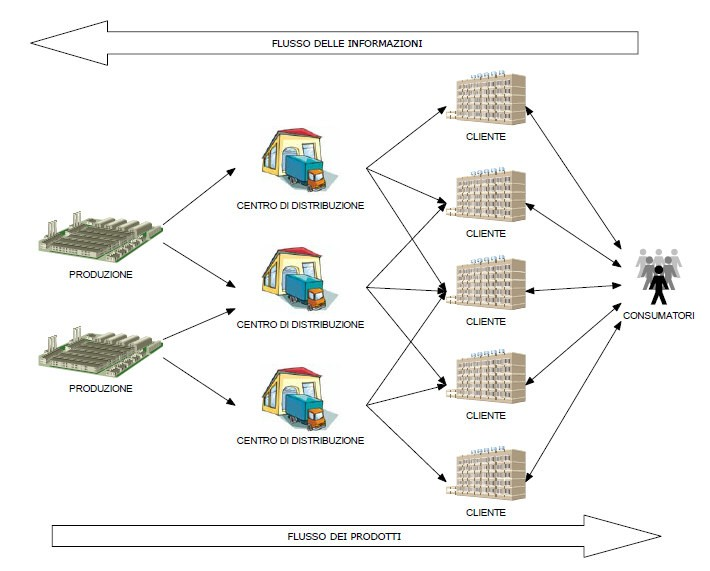 FLUSSO DELLE INFORMAZIONI
CLIENTE
CENTRO DI DISTRIBUZIONE
CLIENTE
PRODUZIONE
CONSUMATORI
CENTRO DI DISTRIBUZIONE
CLIENTE
PRODUZIONE
CLIENTE
CENTRO DI DISTRIBUZIONE
CLIENTE
FLUSSO DEI PRODOTTI